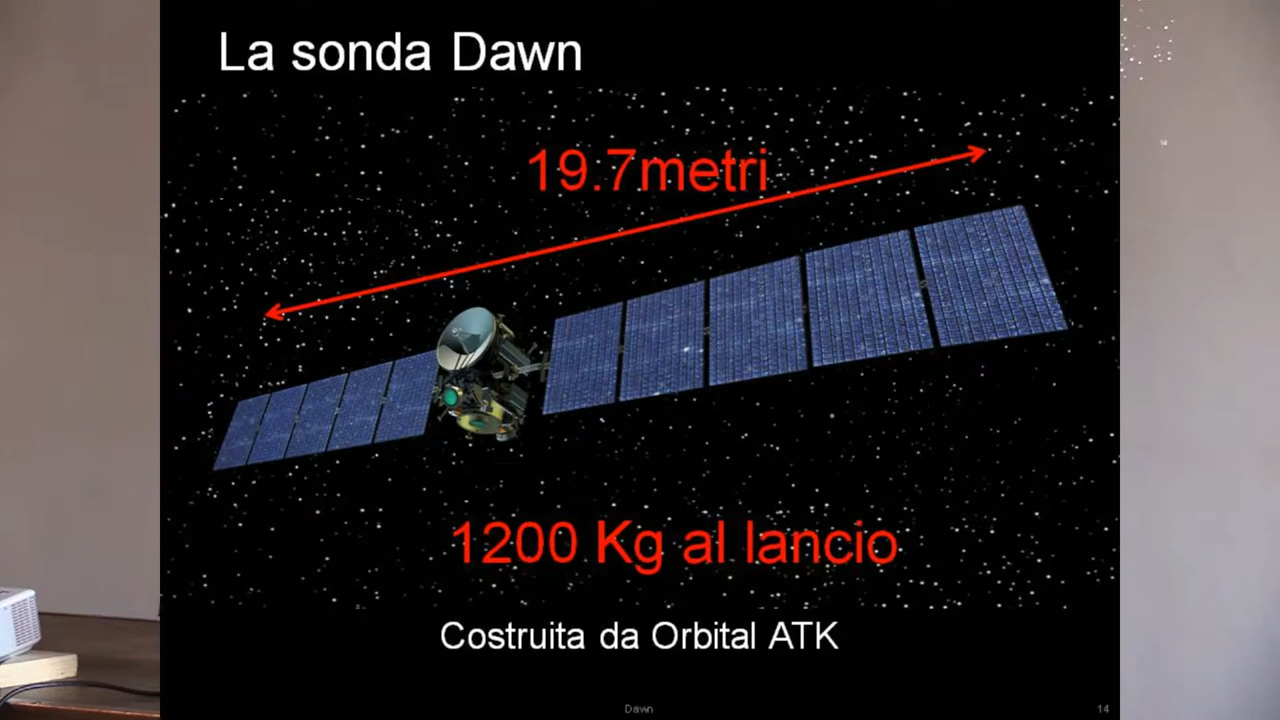 La sonda Dawn
19.7metri
1200 Kg al lancio
Costruita da Orbital ATK
Dawn
14